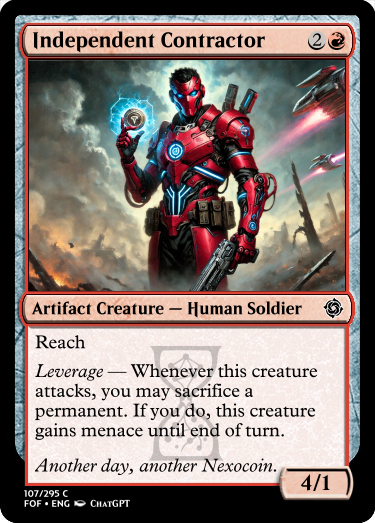 Independent Contractor 2
Artifact Creature — Human Soldier
Reach
Leverage — Whenever this creature
attacks, you may sacrifice a
permanent. If you do, this creature
gains menace until end of turn.
Another day, another Nexocoin.
4/1
107/295 C
FOF • ENG ChatGPT